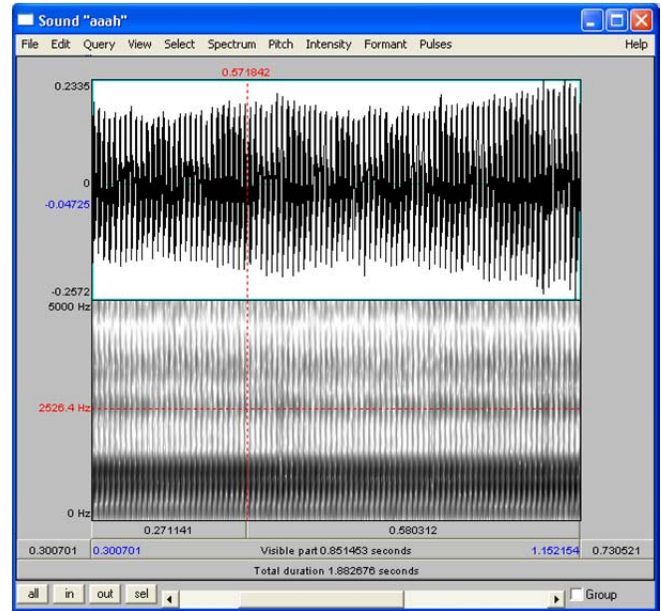 Sound "aaah"
File Edit Query View Select Spectrum Pitch Intensity Formant Pulses Help
0.571842
0.2335
0
-0.04725
-0.2572
5000 Hz
2526.4 Hz
0 Hz
0.271141 0.580312
0.300701 0.300701 Visible part 0.851453 seconds 1.152154 0.730521
Total duration 1.882676 seconds
all in out sel Group